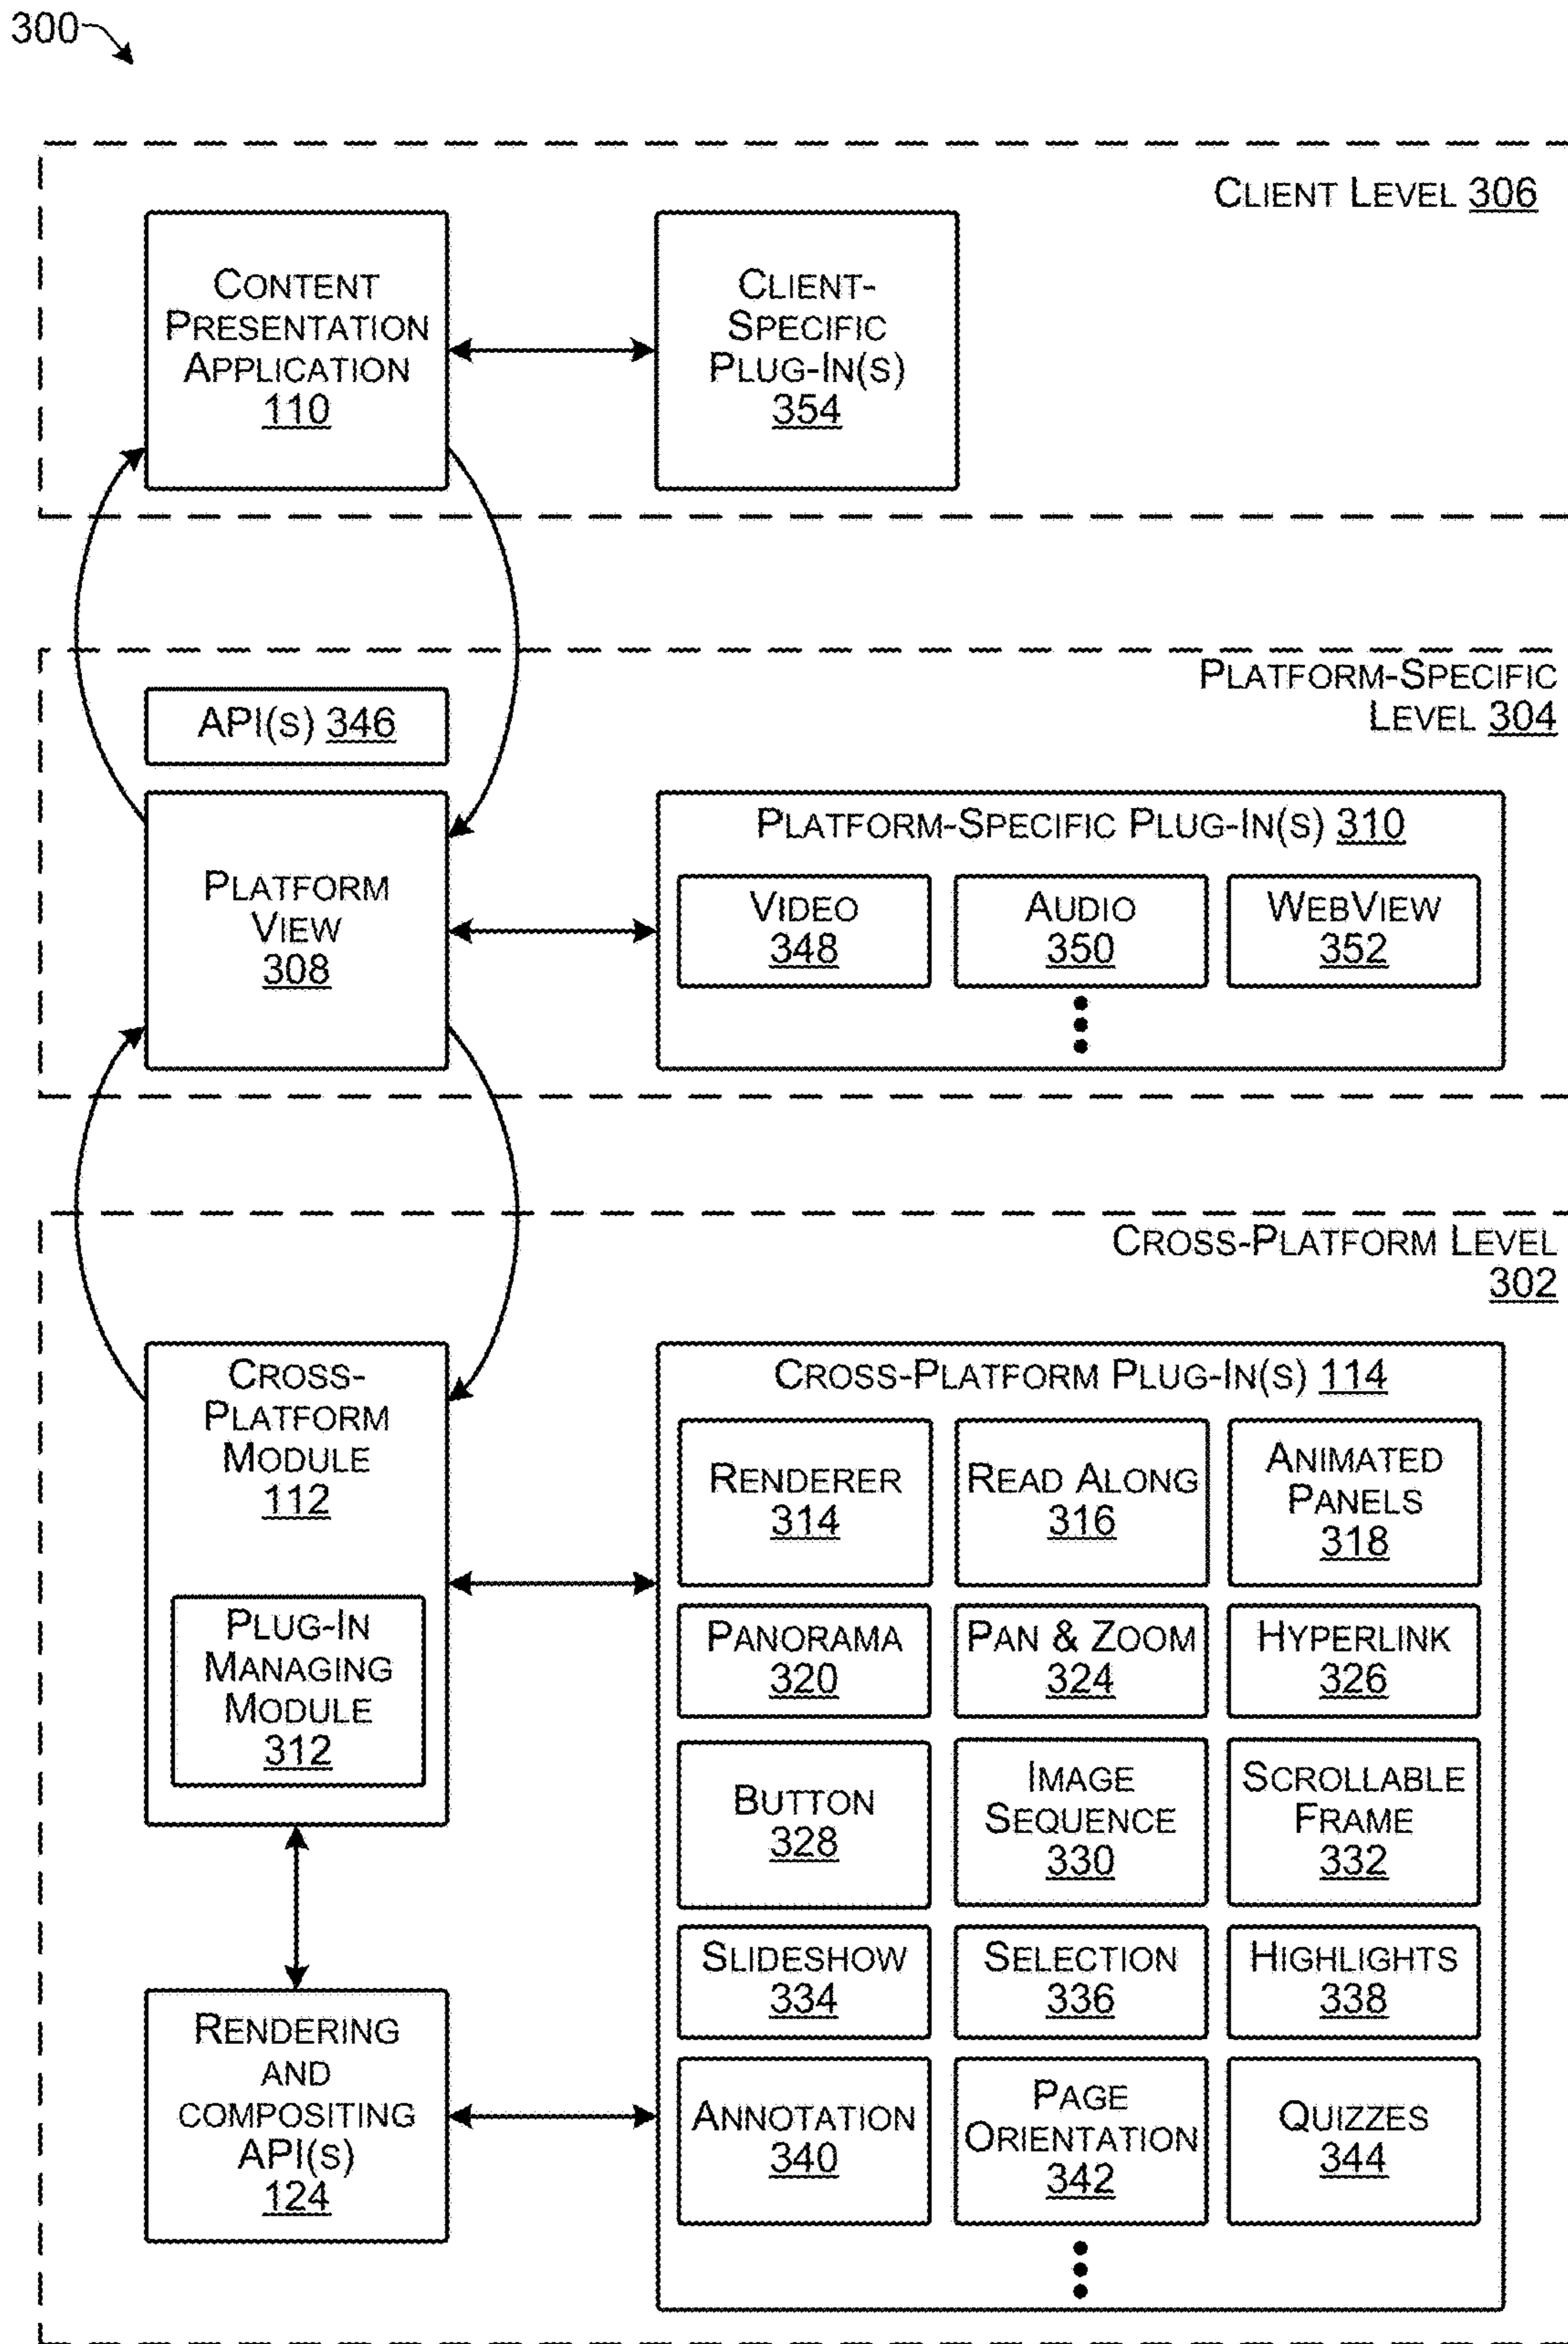 300
CLIENT LEVEL 306
CONTENT
PRESENTATION
APPLICATION
110
CLIENT-
SPECIFIC
PLUG-IN(S)
354
PLATFORM-SPECIFIC
LEVEL 304
API(S) 346
PLATFORM
VIEW
308
PLATFORM-SPECIFIC PLUG-IN(S) 310
VIDEO
348
AUDIO
350
WEBVIEW
352
CROSS-PLATFORM LEVEL
302
CROSS-
PLATFORM
MODULE
112
PLUG-IN
MANAGING
MODULE
312
RENDERING
AND
COMPOSITING
API(S)
124
CROSS-PLATFORM PLUG-IN(S) 114
RENDERER
314
READ ALONG
316
ANIMATED
PANELS
318
PANORAMA
320
PAN & ZOOM
324
HYPERLINK
326
BUTTON
328
IMAGE
SEQUENCE
330
SCROLLABLE
FRAME
332
SLIDESHOW
334
SELECTION
336
HIGHLIGHTS
338
ANNOTATION
340
PAGE
ORIENTATION
342
QUIZZES
344